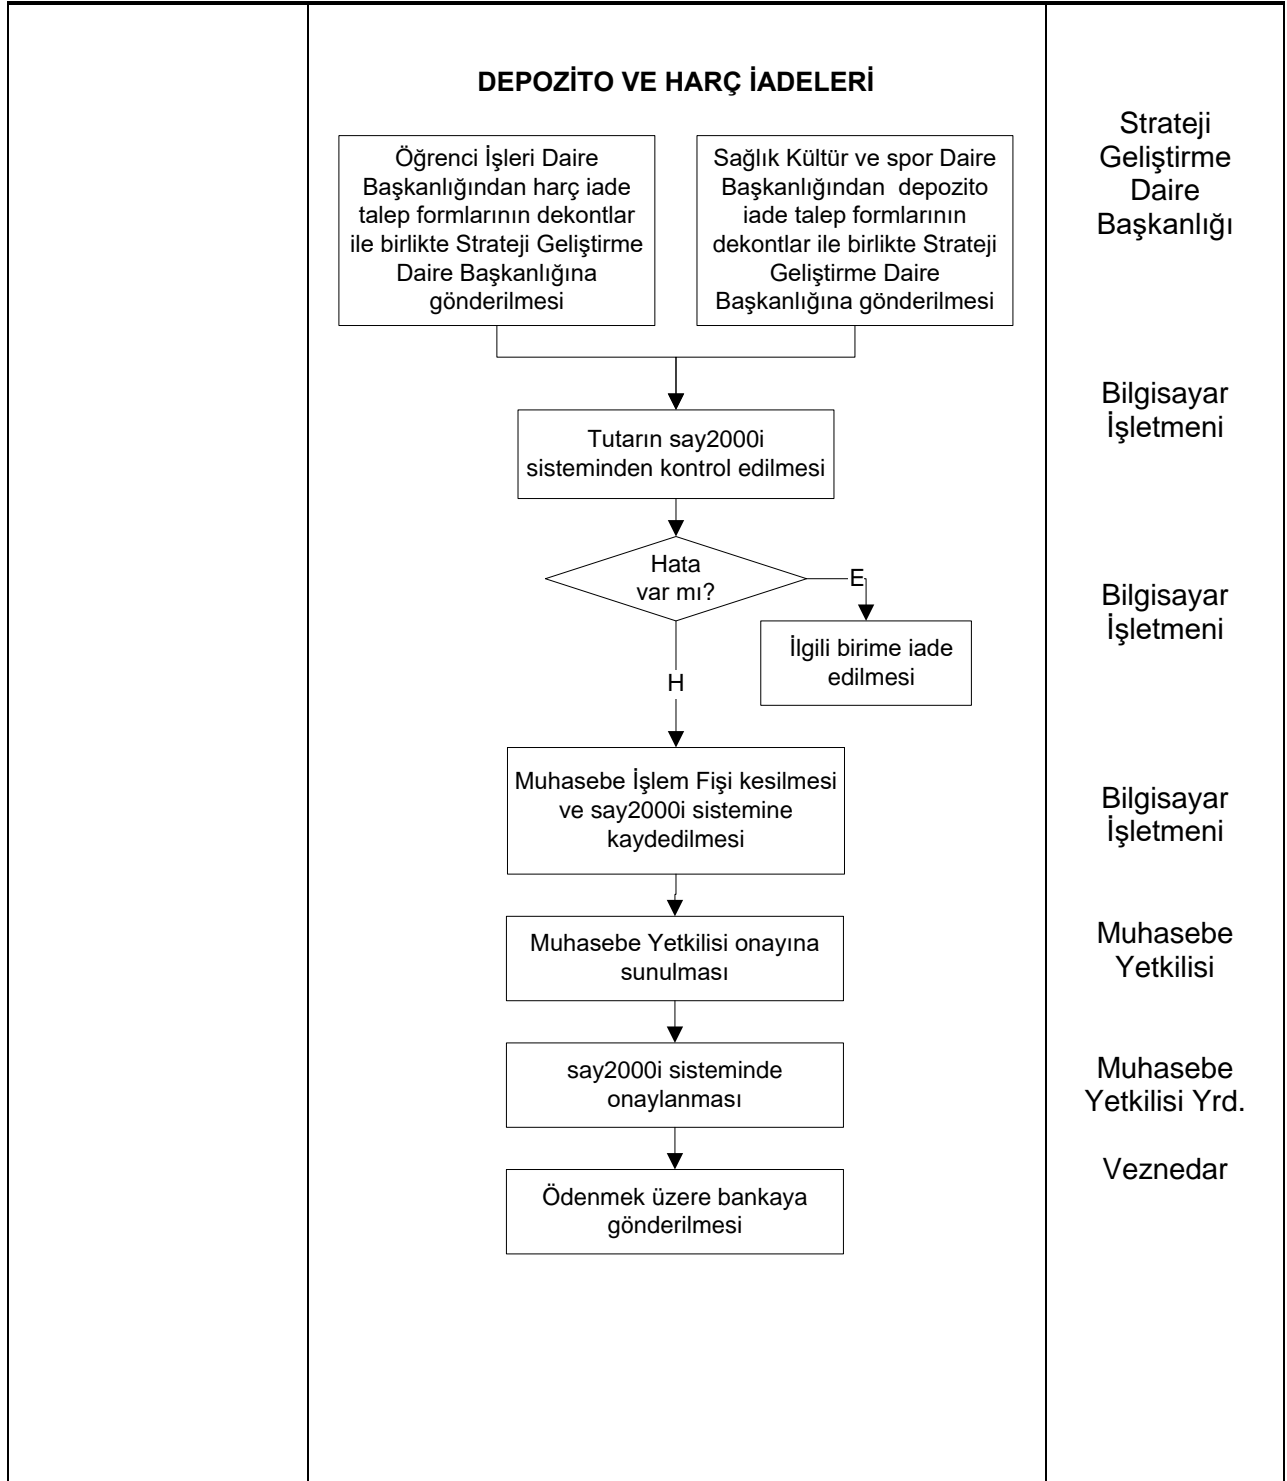 DEPOZİTO VE HARÇ İADELERİ
Öğrenci İşleri Daire
Başkanlığından harç iade
talep formlarının dekontlar
ile birlikte Strateji Geliştirme
Daire Başkanlığına
gönderilmesi
Sağlık Kültür ve spor Daire
Başkanlığından depozito
iade talep formlarının
dekontlar ile birlikte Strateji
Geliştirme Daire
Başkanlığına gönderilmesi
Strateji
Geliştirme
Daire
Başkanlığı
Tutarın say2000i
sisteminden kontrol edilmesi
Bilgisayar
İşletmeni
Hata
var mı?
E
İlgili birime iade
edilmesi
H
Bilgisayar
İşletmeni
Muhasebe İşlem Fişi kesilmesi
ve say2000i sistemine
kaydedilmesi
Bilgisayar
İşletmeni
Muhasebe Yetkilisi onayına
sunulması
Muhasebe
Yetkilisi
say2000i sisteminde
onaylanması
Muhasebe
Yetkilisi Yrd.
Ödenmek üzere bankaya
gönderilmesi
Veznedar